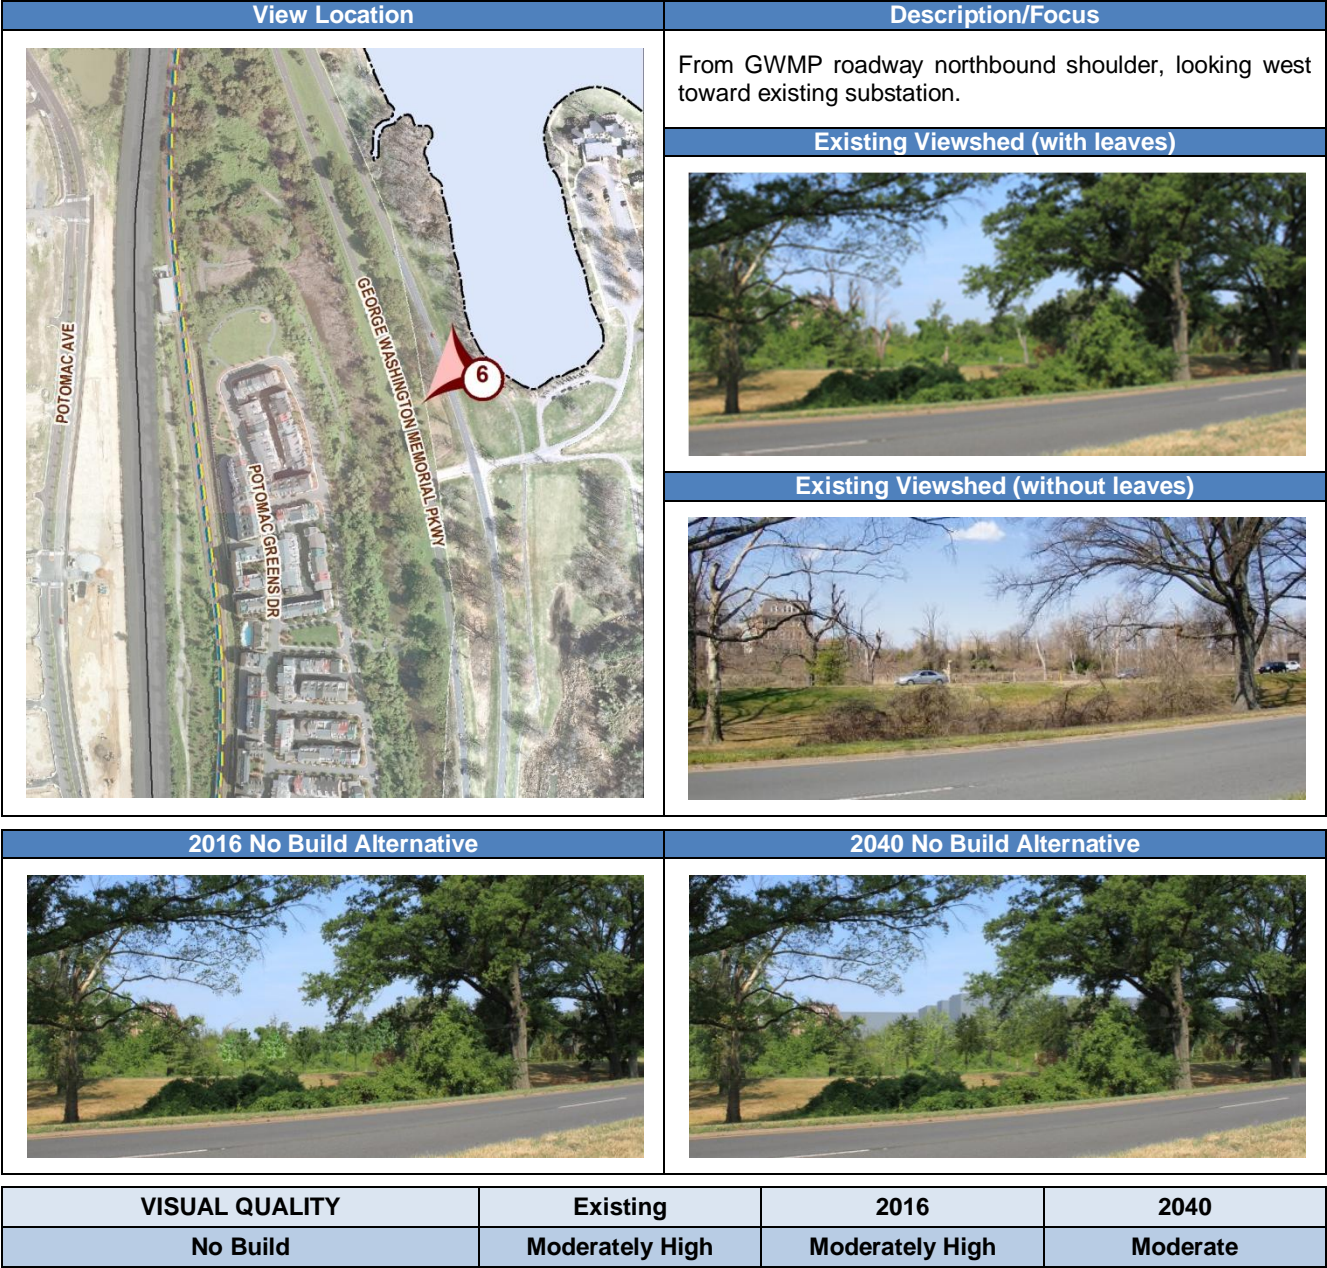 View Location
Description/Focus
From GWMP roadway northbound shoulder, looking west
toward existing substation.
POTOMAC AVE
GEORGE WASHINGTON MEMORIAL PKWY
6
POTOMAC GREENS DR
Existing Viewshed (with leaves)
Existing Viewshed (without leaves)
2016 No Build Alternative
2040 No Build Alternative
VISUAL QUALITY Existing 2016 2040
No Build Moderately High Moderately High Moderate